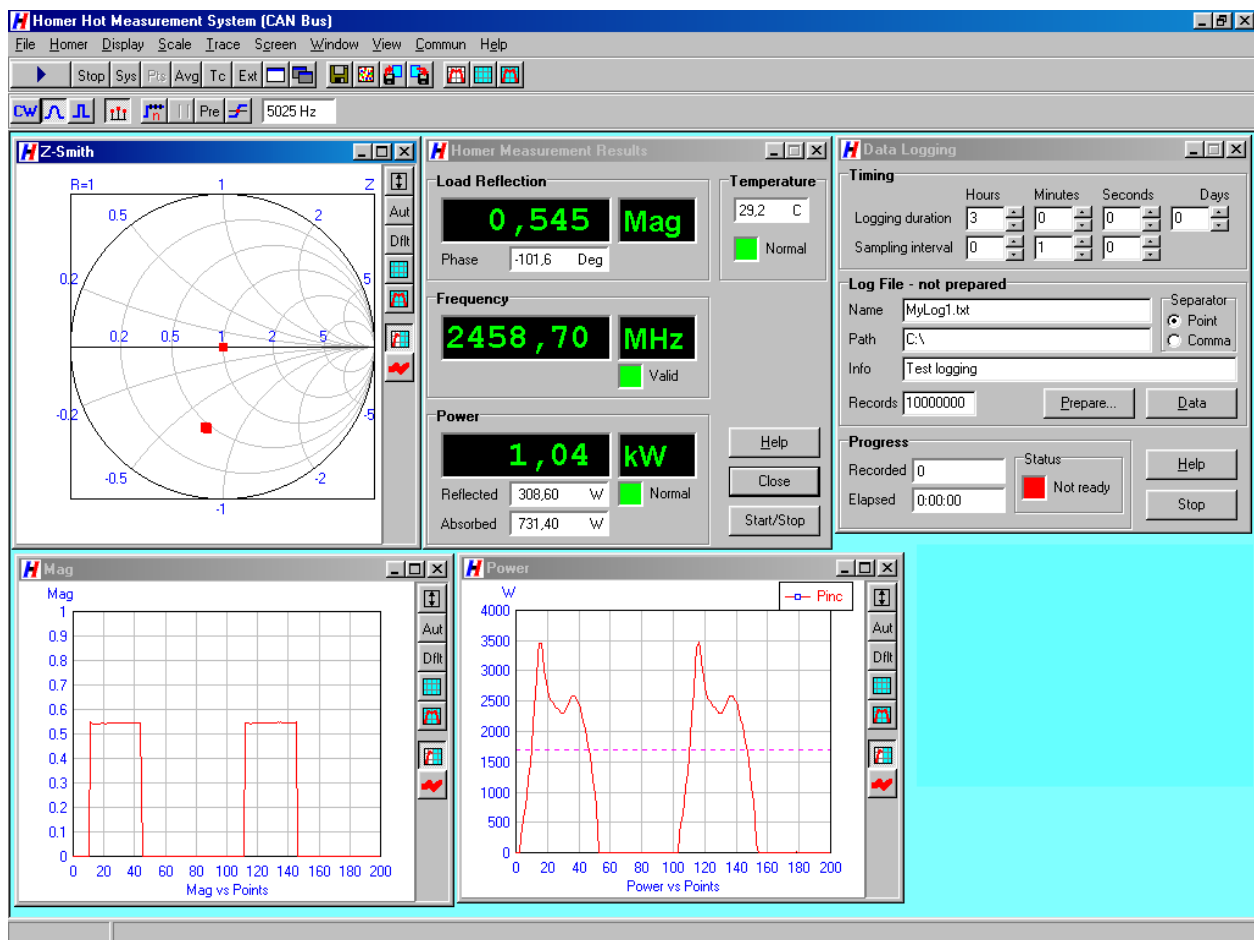 Homer Hot Measurement System (CAN Bus)
File Homer Display Scale Trace Screen Window View Commun Help
Stop Sys Pts Avg Tc Ext
CW n Pre 5025 Hz
Z-Smith
R=1 1 Z
0.5 2
0.2 5
0.2 0.5 1 2 5
-0.2 -5
-0.5 -2
-1
Aut
Dflt
Homer Measurement Results
Load Reflection
0,545 Mag
Phase -101,6 Deg
Temperature
29,2 C
Normal
Frequency
2458,70 MHz
Valid
Power
1,04 kW
Reflected 308,60 W Normal
Absorbed 731,40 W
Help
Close
Start/Stop
Data Logging
Timing
Hours Minutes Seconds Days
Logging duration 3 0 0 0
Sampling interval 0 1 0
Log File - not prepared
Name MyLog1.txt
Path C:\
Info Test logging
Records 10000000 Prepare... Data
Separator
Point
Comma
Progress
Recorded 0
Elapsed 0:00:00
Status
Not ready
Help
Stop
Mag
Mag
1
0.9
0.8
0.7
0.6
0.5
0.4
0.3
0.2
0.1
0
0 20 40 60 80 100 120 140 160 180 200
Mag vs Points
Aut
Dflt
Power
W
Pinc
4000
3500
3000
2500
2000
1500
1000
500
0
0 20 40 60 80 100 120 140 160 180 200
Power vs Points
Aut
Dflt